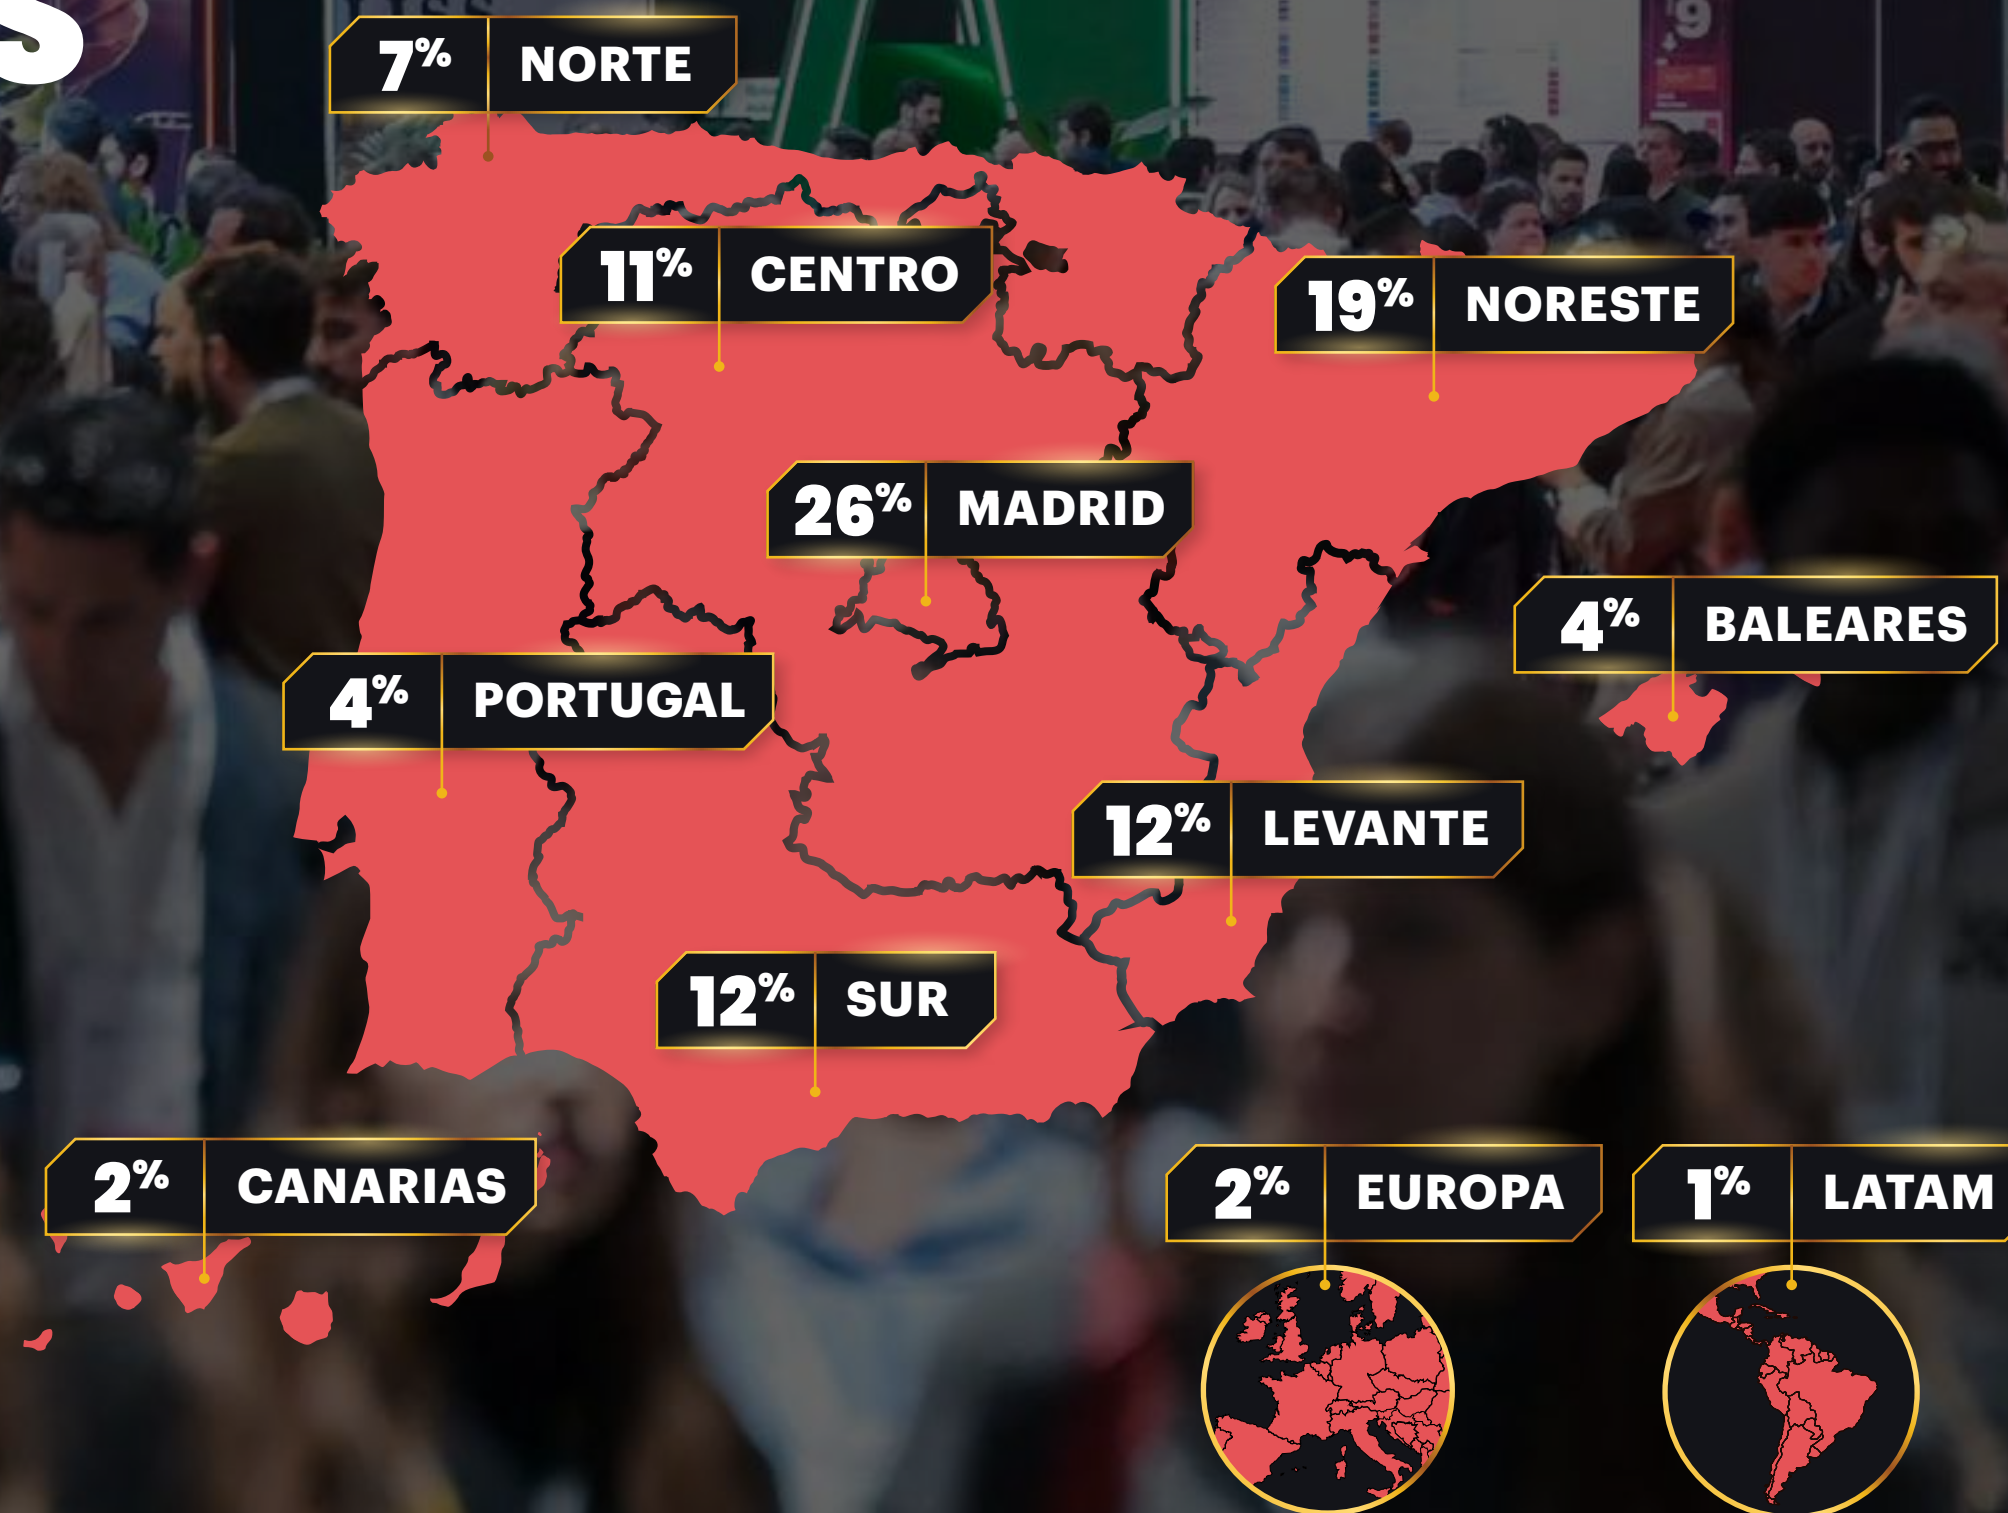 S
7% NORTE
11% CENTRO
19% NORESTE
26% MADRID
4% BALEARES
4% PORTUGAL
12% LEVANTE
12% SUR
2% CANARIAS
2% EUROPA
1% LATAM
9